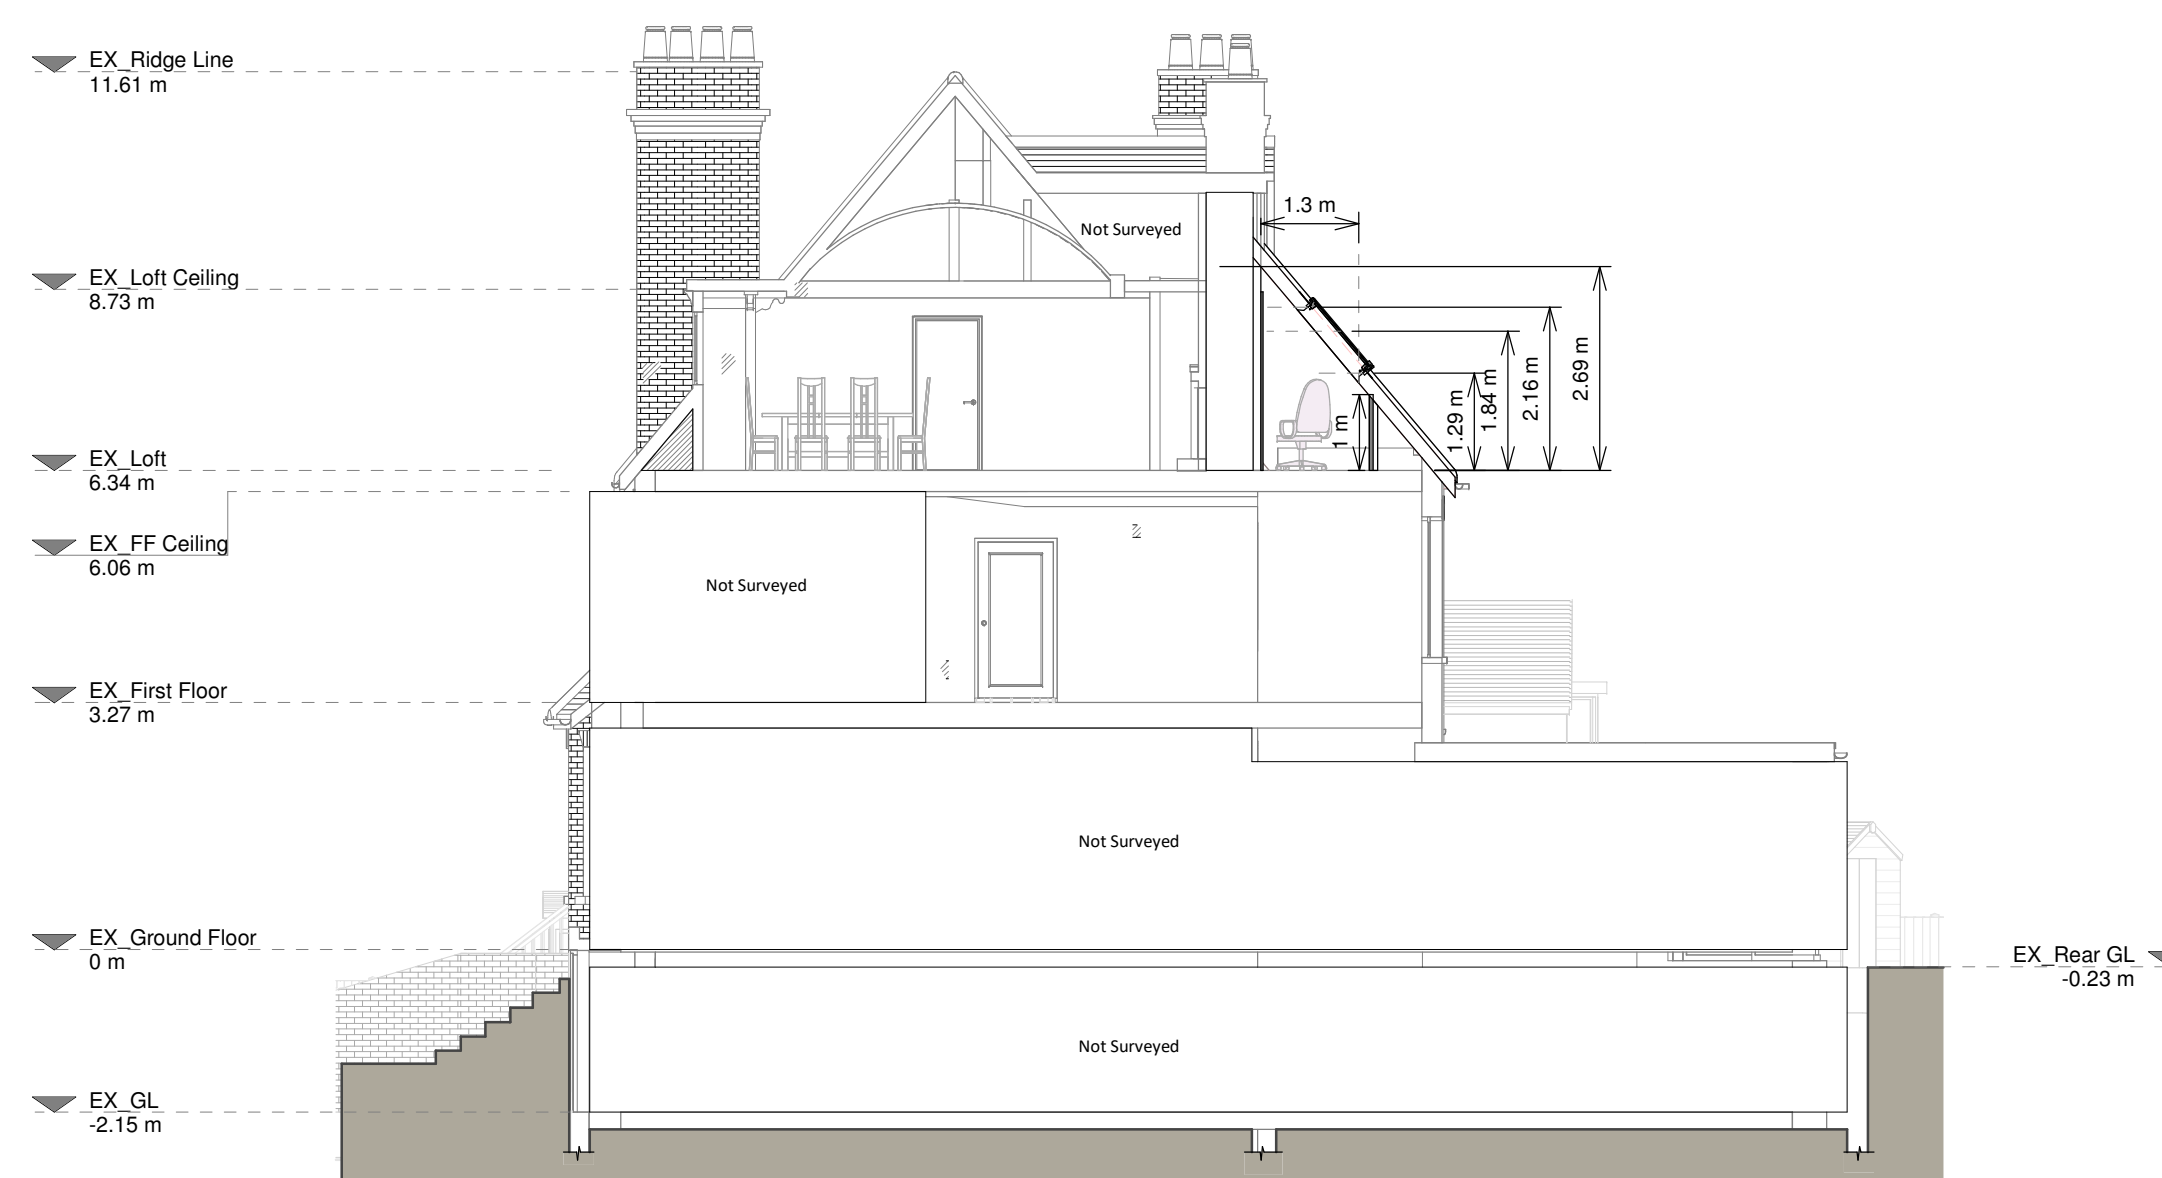 EX_Ridge Line
11.61 m
Not Surveyed
1.3 m
EX_Loft Ceiling
8.73 m
1 m
1.29 m
1.84 m
2.16 m
2.69 m
EX_Loft
6.34 m
EX_FF Ceiling
6.06 m
Not Surveyed
EX_First Floor
3.27 m
Not Surveyed
EX_Ground Floor
0 m
EX_Rear GL
-0.23 m
Not Surveyed
EX_GL
-2.15 m